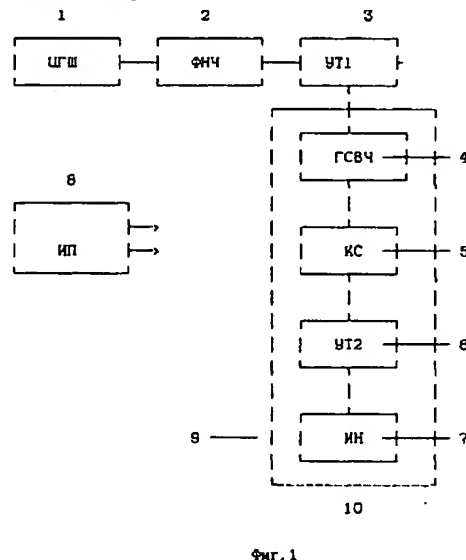 1 2 3
ЦГШ ФНЧ УТ1
ГСВЧ 4
8
ИП
КС 5
УТ2 6
9 ИН 7
10
Фиг.1